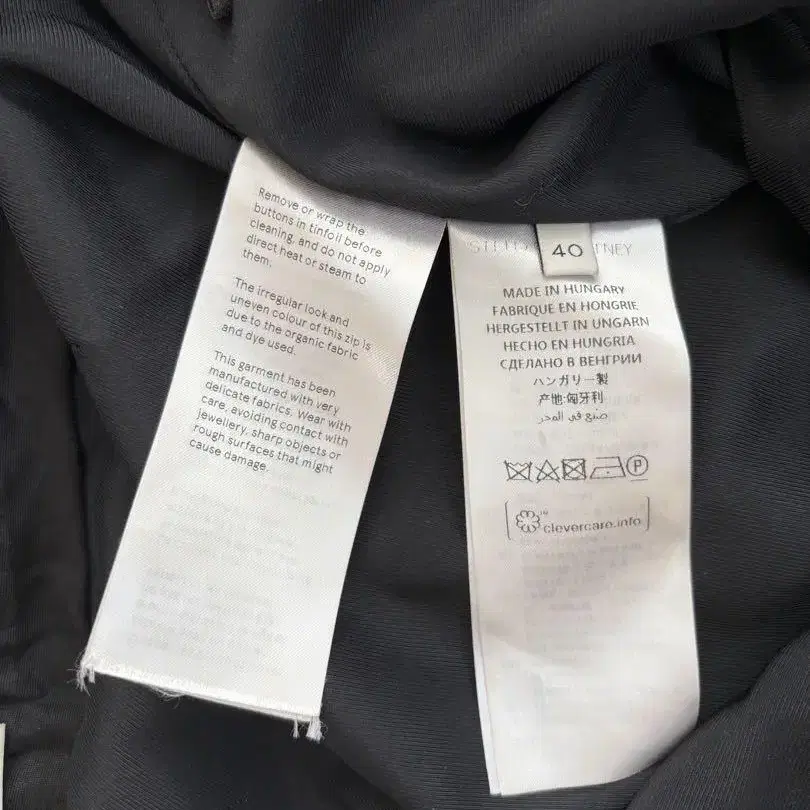 Remove or wrap the
buttons in tinfoil before
cleaning, and do not apply
direct heat or steam to
them.
The irregular look and
uneven colour of this zip is
due to the organic fabric
and dye used.
This garment has been
manufactured with very
delicate fabrics. Wear with
care, avoiding contact with
jewellery, sharp objects or
rough surfaces that might
cause damage.
40
MADE IN HUNGARY
FABRIQUE EN HONGRIE
HERGESTELLT IN UNGARN
HECHO EN HUNGRIA
СДЕЛАНО В ВЕНГРИИ
ハンガリー製
产地:匈牙利
صنع في المجر
P
clevercare.info